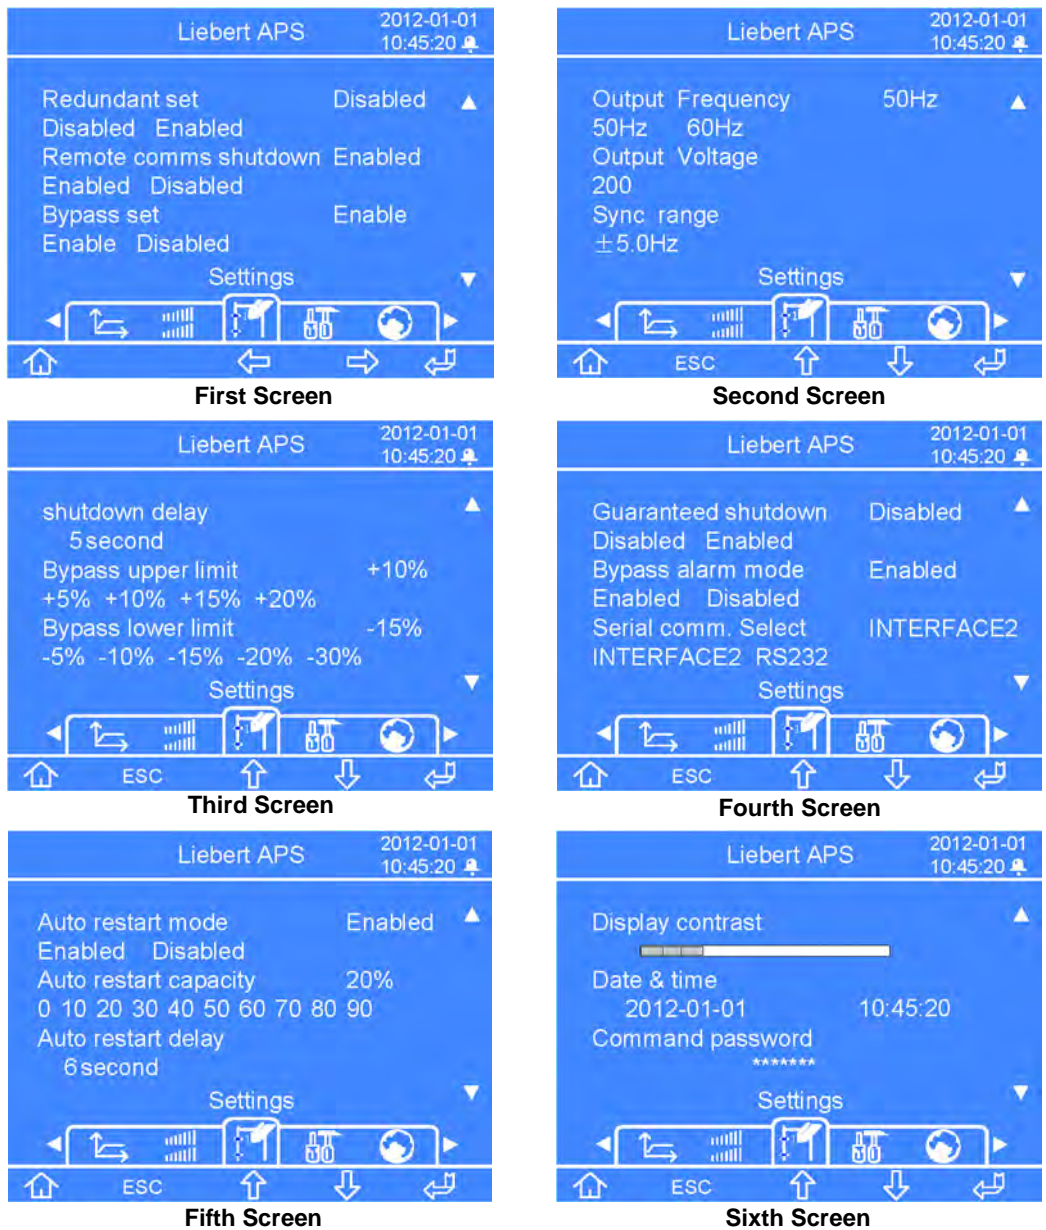 Liebert APS
2012-01-01
10:45:20
Redundant set Disabled
Disabled Enabled
Remote comms shutdown Enabled
Enabled Disabled
Bypass set Enable
Enable Disabled
Settings
First Screen
Liebert APS
2012-01-01
10:45:20
Output Frequency 50Hz
50Hz 60Hz
Output Voltage
200
Sync range
±5.0Hz
Settings
ESC
Second Screen
Liebert APS
2012-01-01
10:45:20
shutdown delay
5 second
Bypass upper limit +10%
+5% +10% +15% +20%
Bypass lower limit -15%
-5% -10% -15% -20% -30%
Settings
ESC
Third Screen
Liebert APS
2012-01-01
10:45:20
Guaranteed shutdown Disabled
Disabled Enabled
Bypass alarm mode Enabled
Enabled Disabled
Serial comm. Select INTERFACE2
INTERFACE2 RS232
Settings
ESC
Fourth Screen
Liebert APS
2012-01-01
10:45:20
Auto restart mode Enabled
Enabled Disabled
Auto restart capacity 20%
0 10 20 30 40 50 60 70 80 90
Auto restart delay
6 second
Settings
ESC
Fifth Screen
Liebert APS
2012-01-01
10:45:20
Display contrast
Date & time
2012-01-01 10:45:20
Command password
*******
Settings
ESC
Sixth Screen